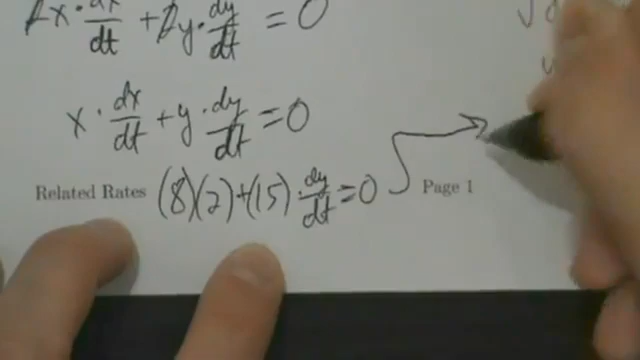 2x · dx/dt + 2y · dy/dt = 0
x · dx/dt + y · dy/dt = 0
Related Rates (8)(2) + (15) · dy/dt = 0 Page 1